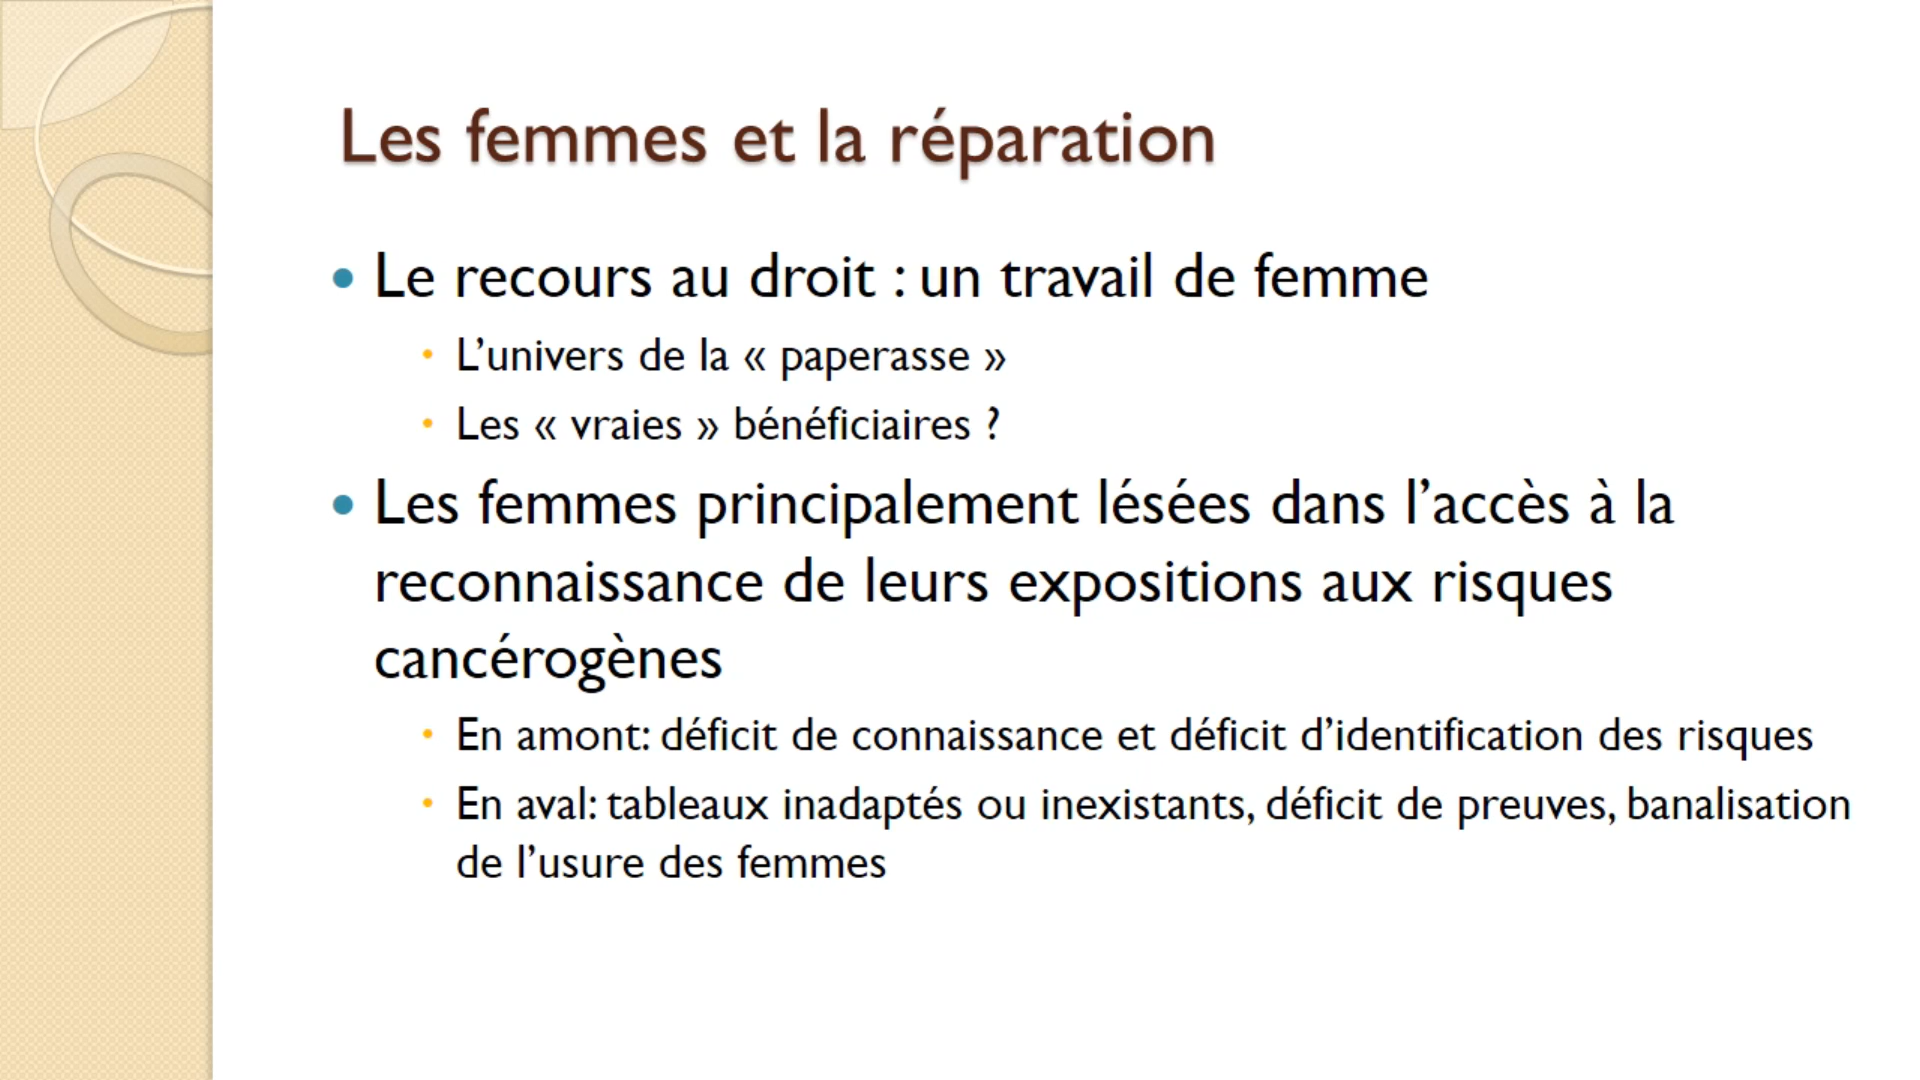 Les femmes et la réparation
• Le recours au droit : un travail de femme
• L’univers de la « paperasse »
• Les « vraies » bénéficiaires ?
• Les femmes principalement lésées dans l’accès à la
reconnaissance de leurs expositions aux risques
cancérogènes
• En amont: déficit de connaissance et déficit d’identification des risques
• En aval: tableaux inadaptés ou inexistants, déficit de preuves, banalisation
de l’usure des femmes